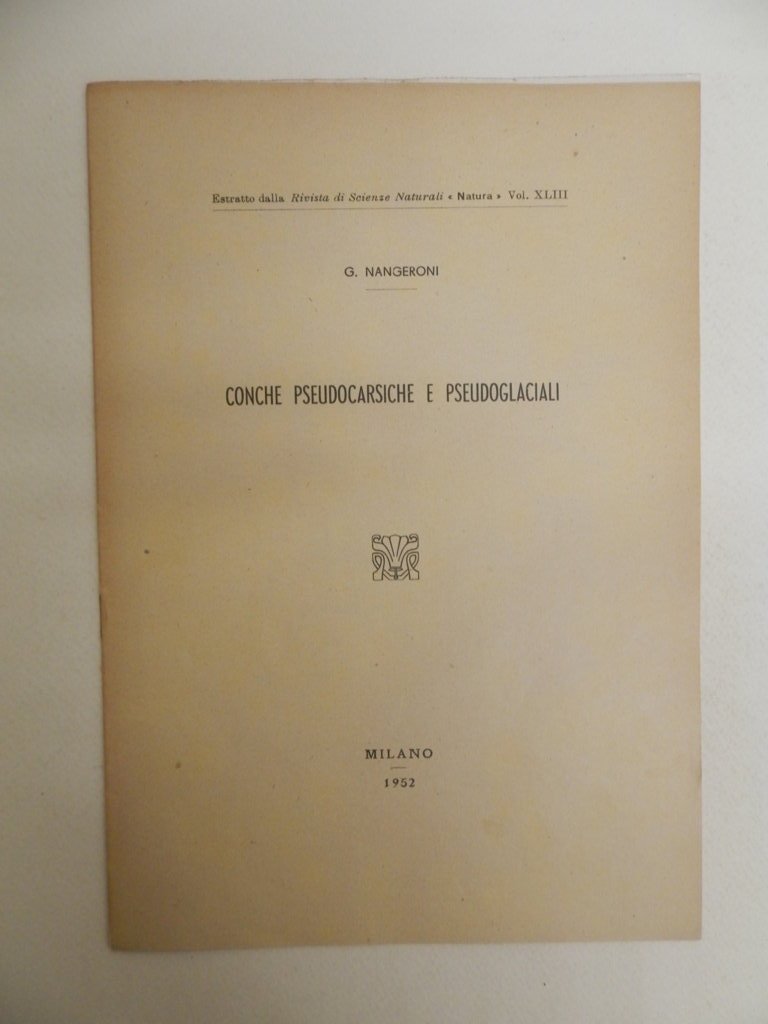 Estratto dalla Rivista di Scienze Naturali « Natura » Vol. XLIII
G. NANGERONI
CONCHE PSEUDOCARSICHE E PSEUDOGLACIALI
MILANO
1952